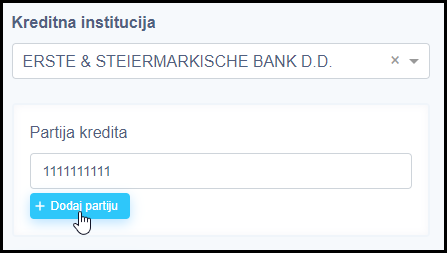 Kreditna institucija
ERSTE & STEIERMARKISCHE BANK D.D.
Partija kredita
1111111111
+ Dodaj partiju